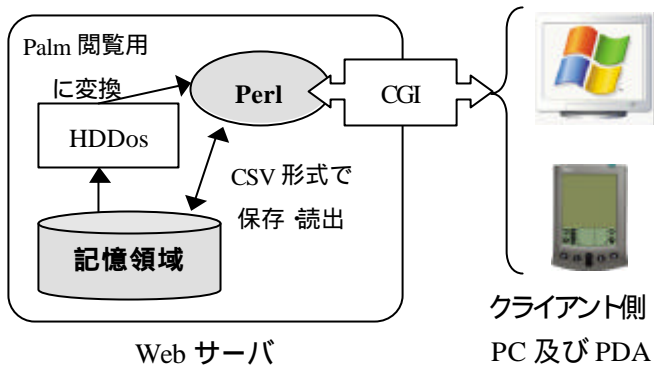 Palm 閲覧用
に変換
HDDos
Perl
CGI
CSV 形式で
保存・読出
記憶領域
Web サーバ
クライアント側
PC 及び PDA